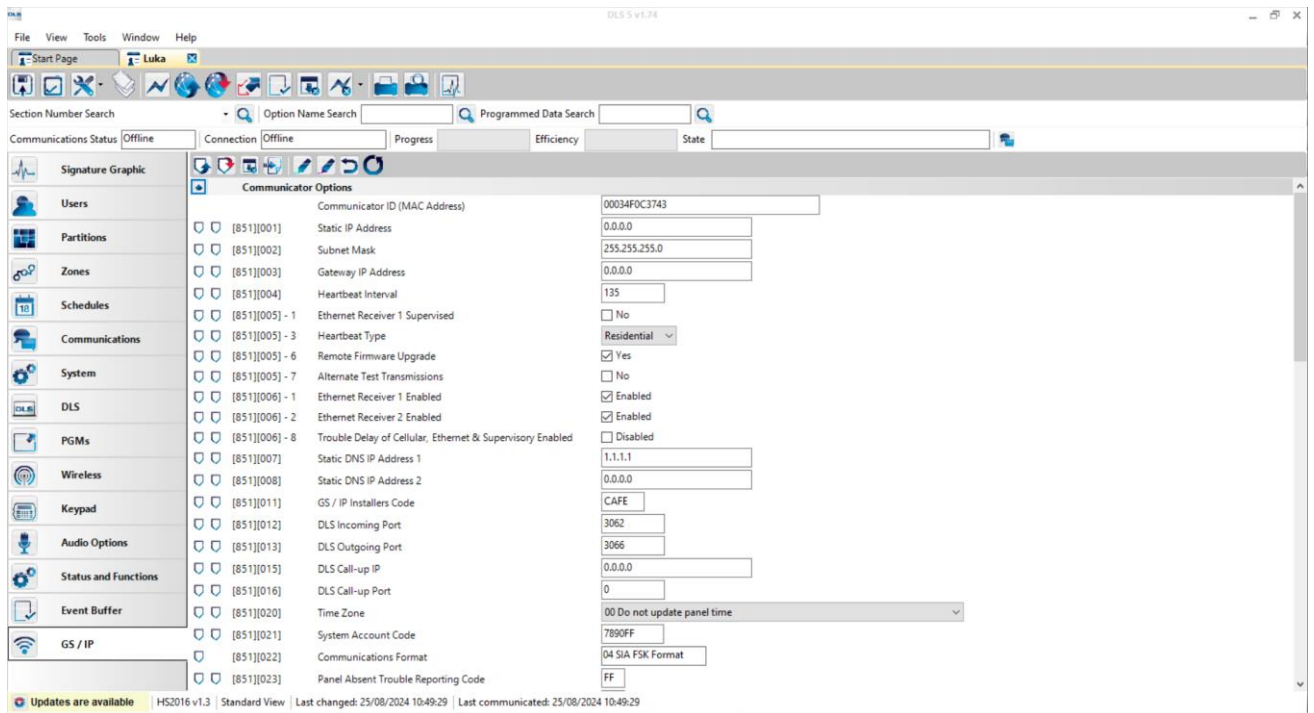 DLS 5 v1.74
File View Tools Window Help
Start Page Luka
Section Number Search Option Name Search Programmed Data Search
Communications Status Offline Connection Offline Progress Efficiency State
Signature Graphic
Users
Partitions
Zones
18 Schedules
Communications
System
DLS DLS
PGMs
Wireless
Keypad
Audio Options
Status and Functions
Event Buffer
GS / IP
Communicator Options
Communicator ID (MAC Address) 00034F0C3743
[851][001] Static IP Address 0.0.0.0
[851][002] Subnet Mask 255.255.255.0
[851][003] Gateway IP Address 0.0.0.0
[851][004] Heartbeat Interval 135
[851][005] - 1 Ethernet Receiver 1 Supervised No
[851][005] - 3 Heartbeat Type Residential
[851][005] - 6 Remote Firmware Upgrade Yes
[851][005] - 7 Alternate Test Transmissions No
[851][006] - 1 Ethernet Receiver 1 Enabled Enabled
[851][006] - 2 Ethernet Receiver 2 Enabled Enabled
[851][006] - 8 Trouble Delay of Cellular, Ethernet & Supervisory Enabled Disabled
[851][007] Static DNS IP Address 1 1.1.1.1
[851][008] Static DNS IP Address 2 0.0.0.0
[851][011] GS / IP Installers Code CAFE
[851][012] DLS Incoming Port 3062
[851][013] DLS Outgoing Port 3066
[851][015] DLS Call-up IP 0.0.0.0
[851][016] DLS Call-up Port 0
[851][020] Time Zone 00 Do not update panel time
[851][021] System Account Code 7890FF
[851][022] Communications Format 04 SIA FSK Format
[851][023] Panel Absent Trouble Reporting Code FF
Updates are available HS2016 v1.3 Standard View Last changed: 25/08/2024 10:49:29 Last communicated: 25/08/2024 10:49:29